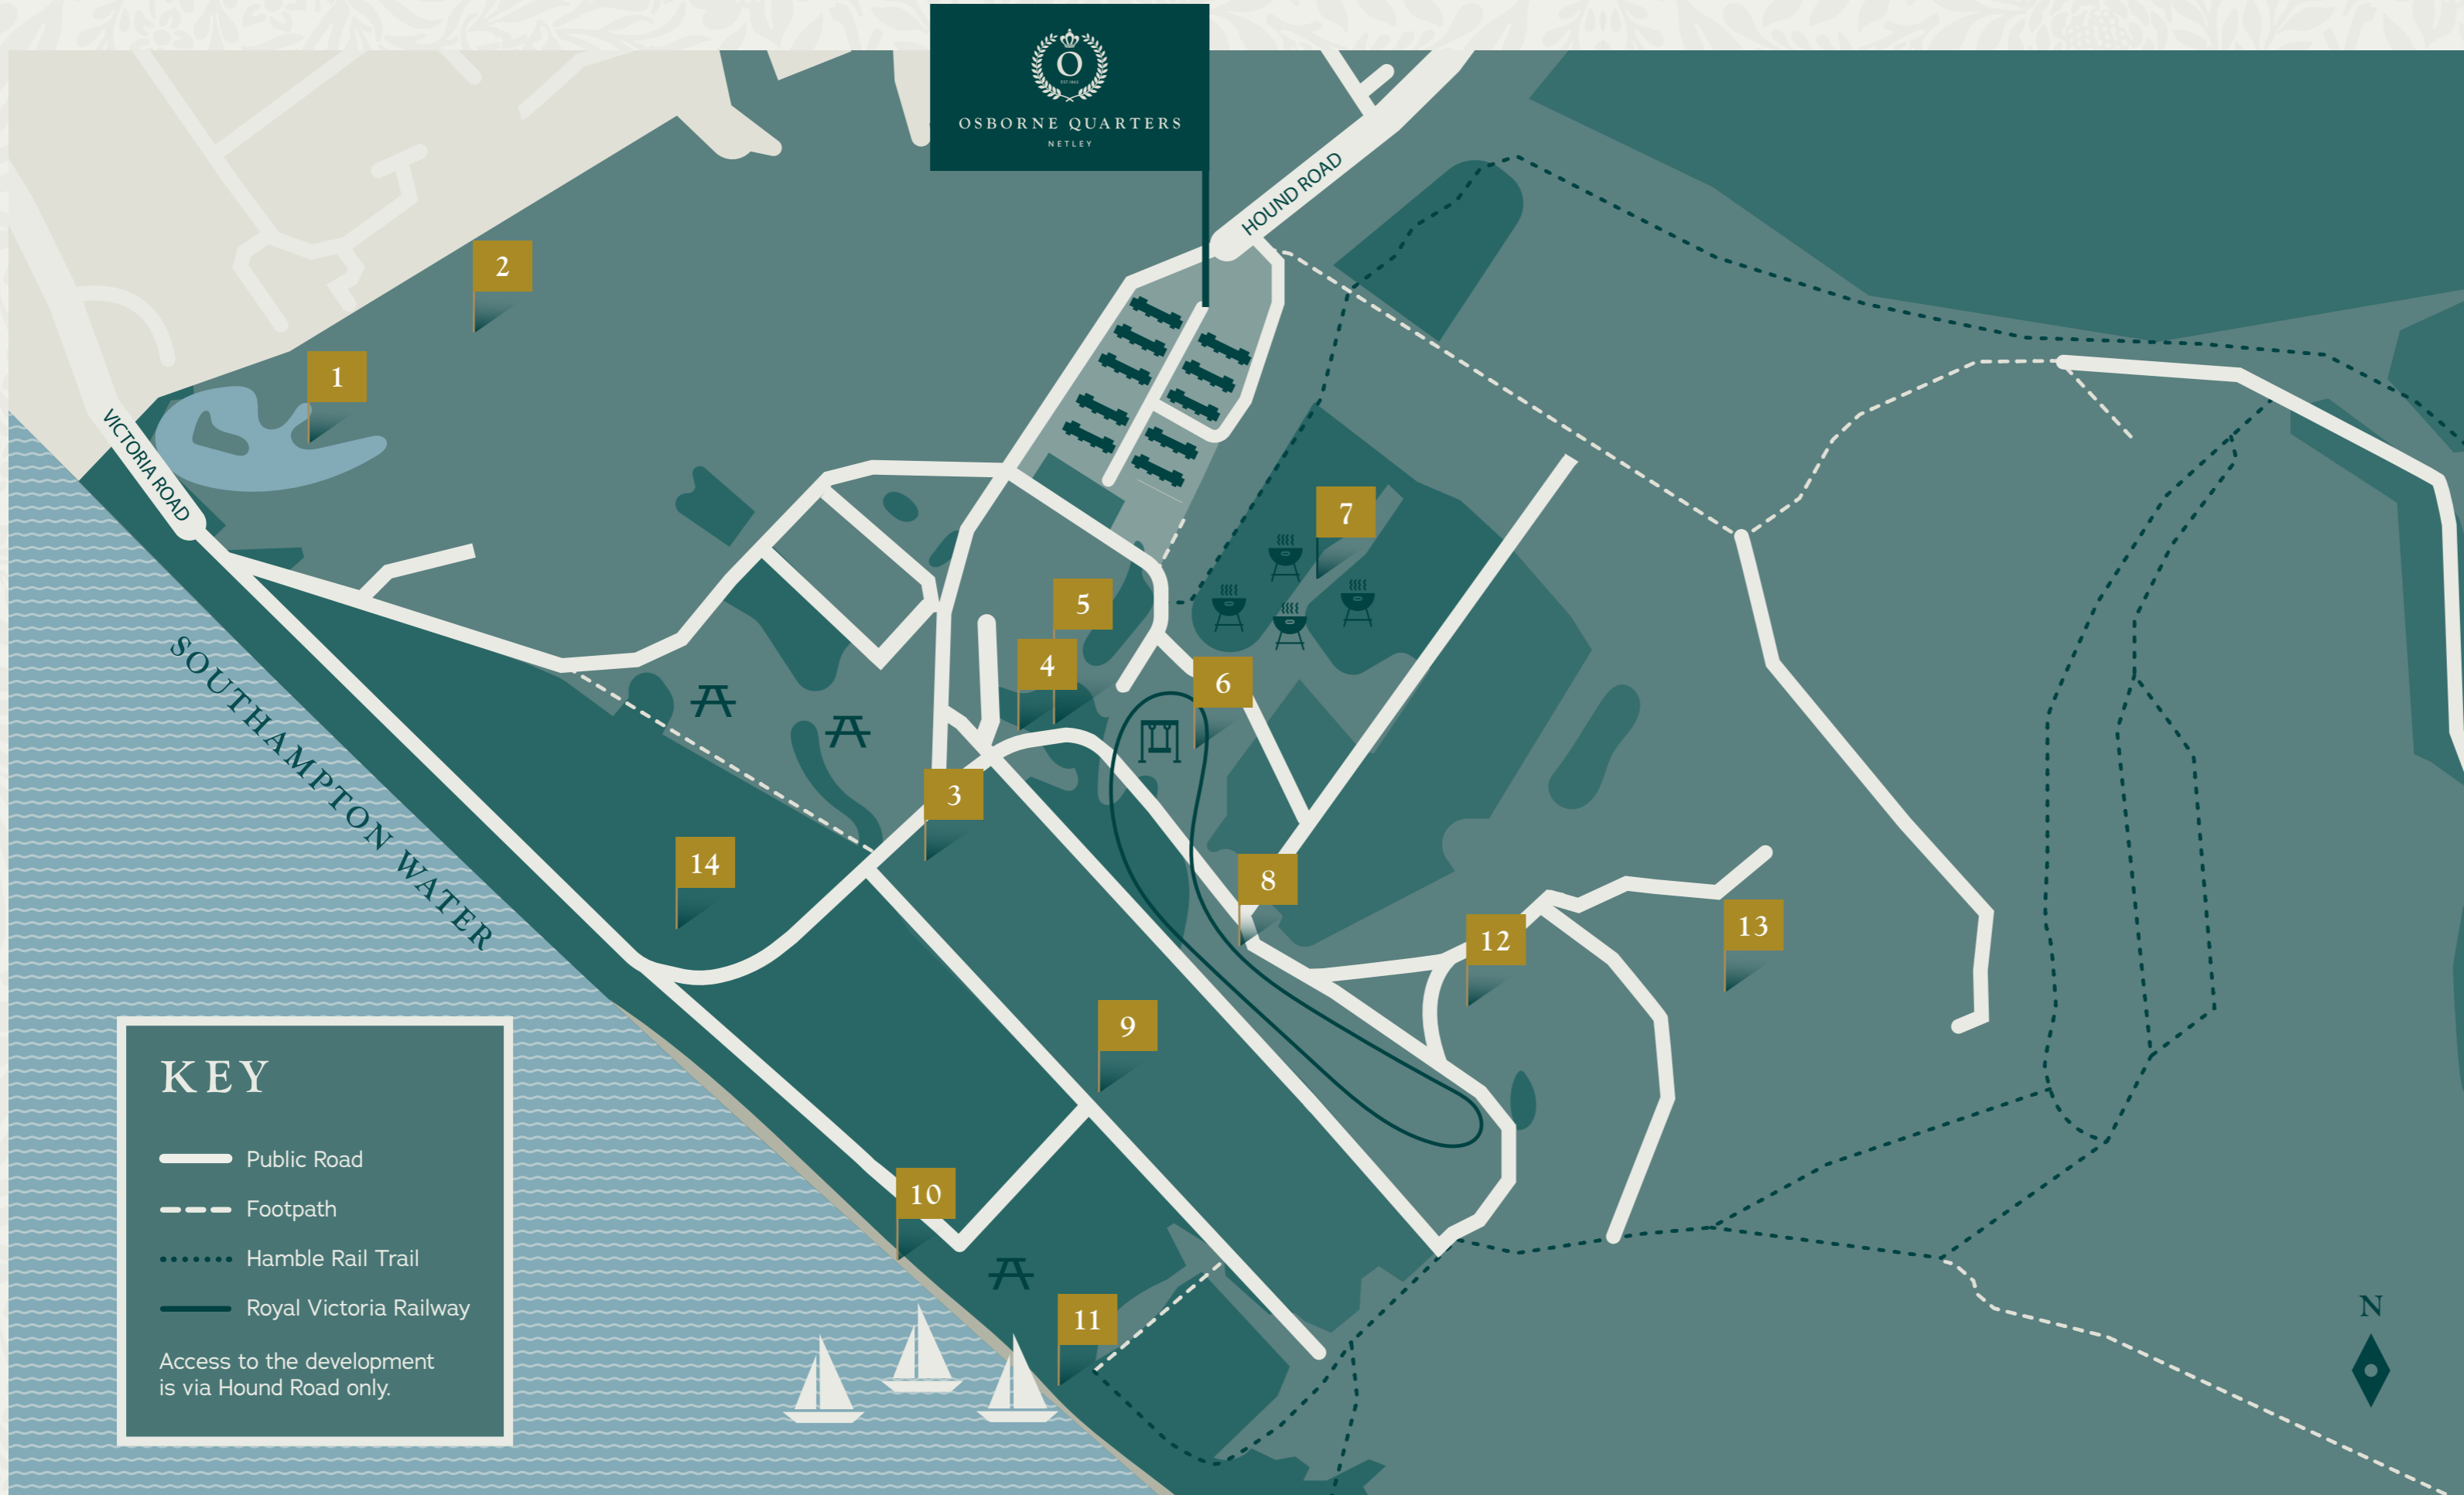 O
EST 1863
OSBORNE QUARTERS
NETLEY
HOUND ROAD
2
1
VICTORIA ROAD
7
5
4
6
3
14
8
12
13
SOUTHAMPTON WATER
9
10
11
KEY
Public Road
Footpath
Hamble Rail Trail
Royal Victoria Railway
Access to the development
is via Hound Road only.
N